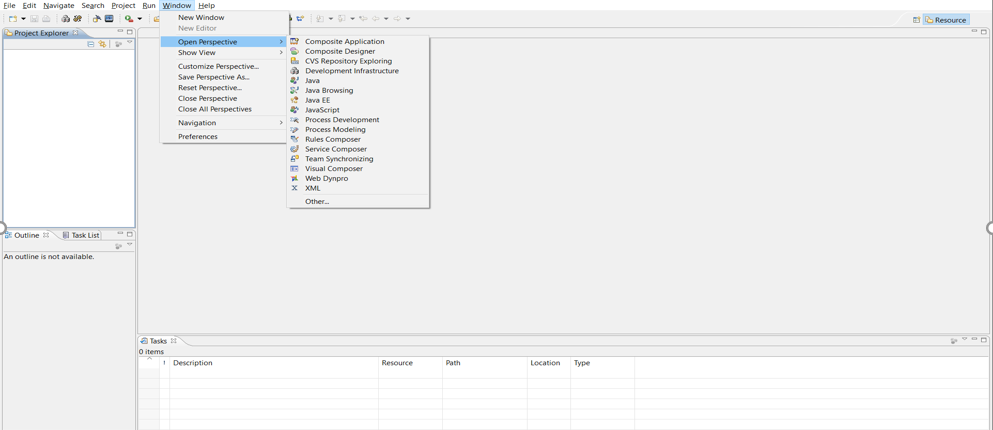 File Edit Navigate Search Project Run Window Help
Resource
Project Explorer
New Window
New Editor
Open Perspective
Show View
Customize Perspective...
Save Perspective As...
Reset Perspective...
Close Perspective
Close All Perspectives
Navigation
Preferences
Composite Application
Composite Designer
CVS Repository Exploring
Development Infrastructure
Java
Java Browsing
Java EE
JavaScript
Process Development
Process Modeling
Rules Composer
Service Composer
Team Synchronizing
Visual Composer
Web Dynpro
XML
Other...
Outline Task List
An outline is not available.
Tasks
0 items
! Description Resource Path Location Type